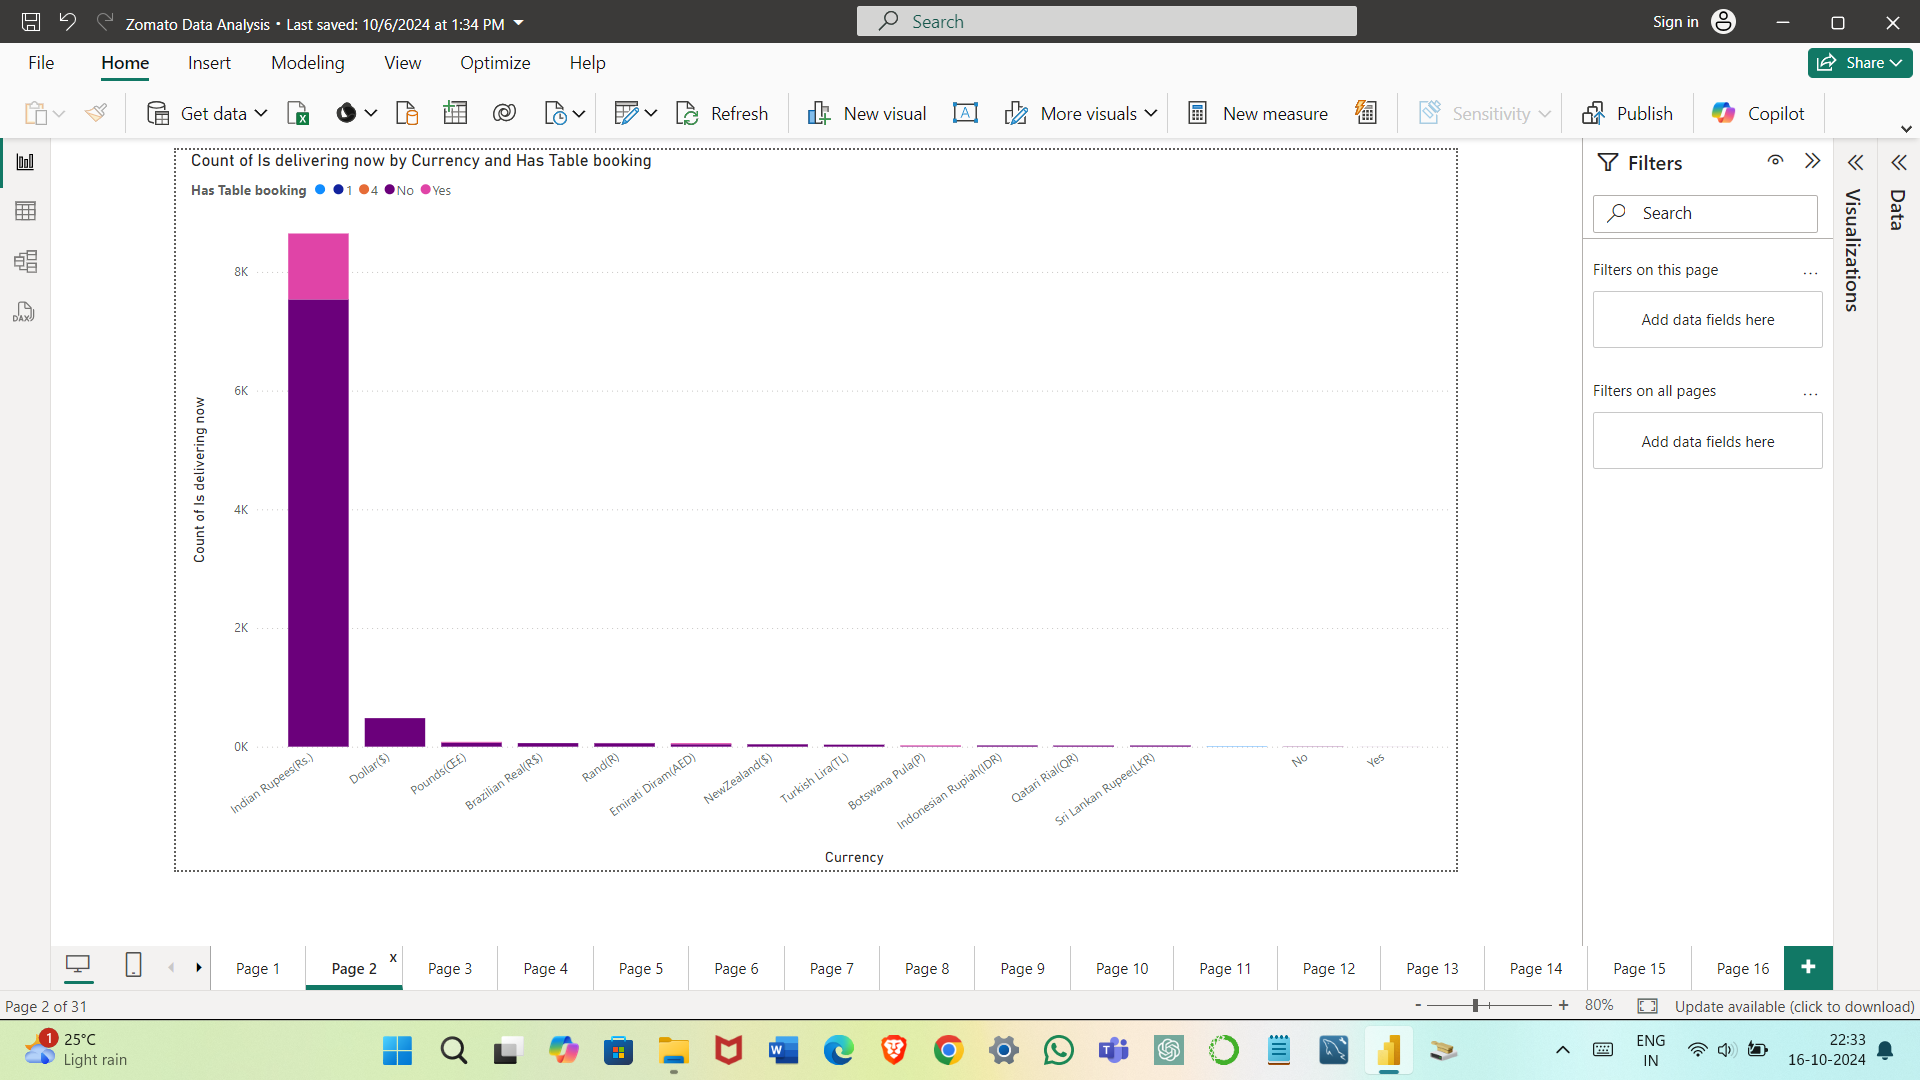 Zomato Data Analysis • Last saved: 10/6/2024 at 1:34 PM
Search
Sign in
File Home Insert Modeling View Optimize Help
Share
Get data
Refresh
New visual
More visuals
New measure
Sensitivity
Publish
Copilot
Count of Is delivering now by Currency and Has Table booking
Has Table booking 1 4 No Yes
8K
6K
4K
2K
0K
Count of Is delivering now
Indian Rupees(Rs.)
Dollar($)
Pounds(Œ£)
Brazilian Real(R$)
Rand(R)
Emirati Diram(AED)
NewZealand($)
Turkish Lira(TL)
Botswana Pula(P)
Indonesian Rupiah(IDR)
Qatari Rial(QR)
Sri Lankan Rupee(LKR)
No
Yes
Currency
Filters
Search
Filters on this page
...
Add data fields here
Filters on all pages
...
Add data fields here
Visualizations
Data
DAX
Page 1 Page 2 x Page 3 Page 4 Page 5 Page 6 Page 7 Page 8 Page 9 Page 10 Page 11 Page 12 Page 13 Page 14 Page 15 Page 16 +
Page 2 of 31
- + 80%
Update available (click to download)
1
25°C
Light rain
ENG
IN
22:33
16-10-2024